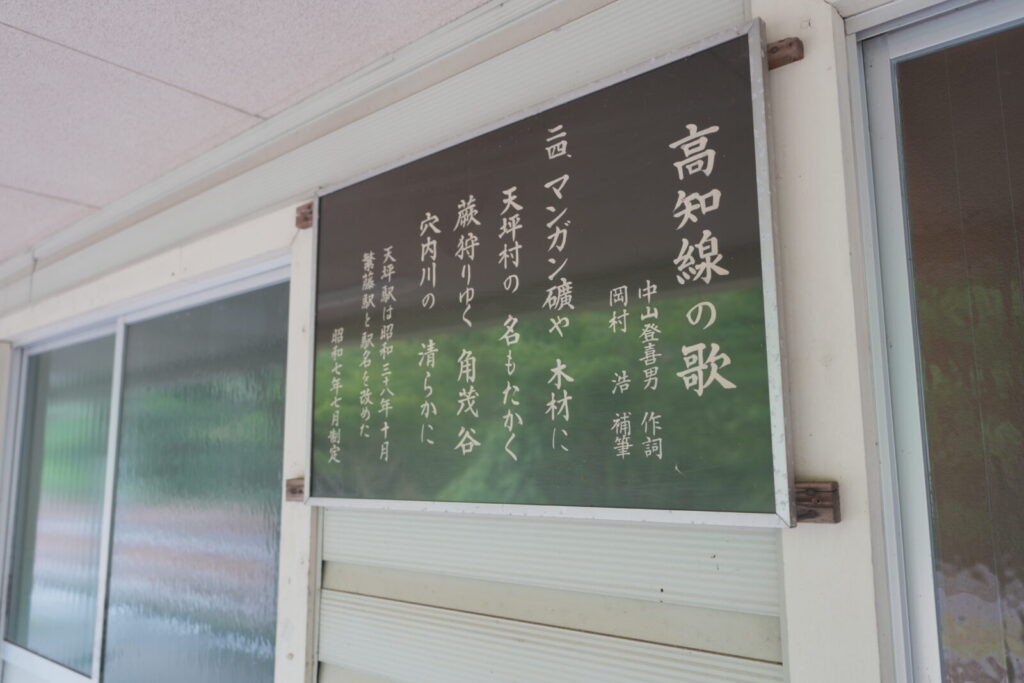 高知線の歌
中山登喜男 作詞
岡村 浩 補筆
二四、マンガン礦や 木材に
天坪村の 名もたかく
蕨狩りゆく 角茂谷
穴内川の 清らかに
天坪駅は昭和三十八年十月
繁藤駅と駅名を改めた
昭和七年七月制定